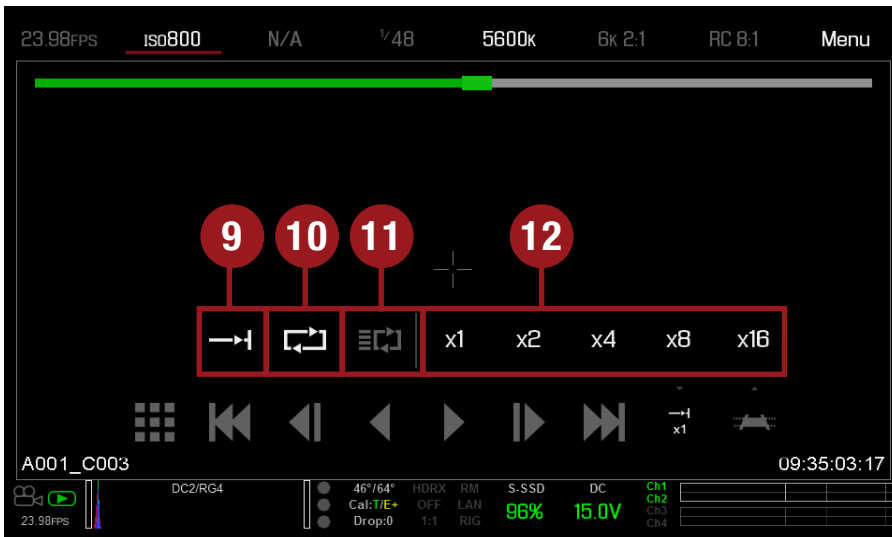 23.98FPS ISO800 N/A 1/48 5600K 6K 2:1 RC 8:1 Menu
9 10 11 12
x1 x2 x4 x8 x16
x1
A001_C003 09:35:03:17
DC2/RG4 46°/64° HDRX RM S-SSD DC Ch1
Cal:T/E+ OFF LAN 96% 15.0V Ch2
23.98FPS Drop:0 1:1 RIG Ch3
Ch4